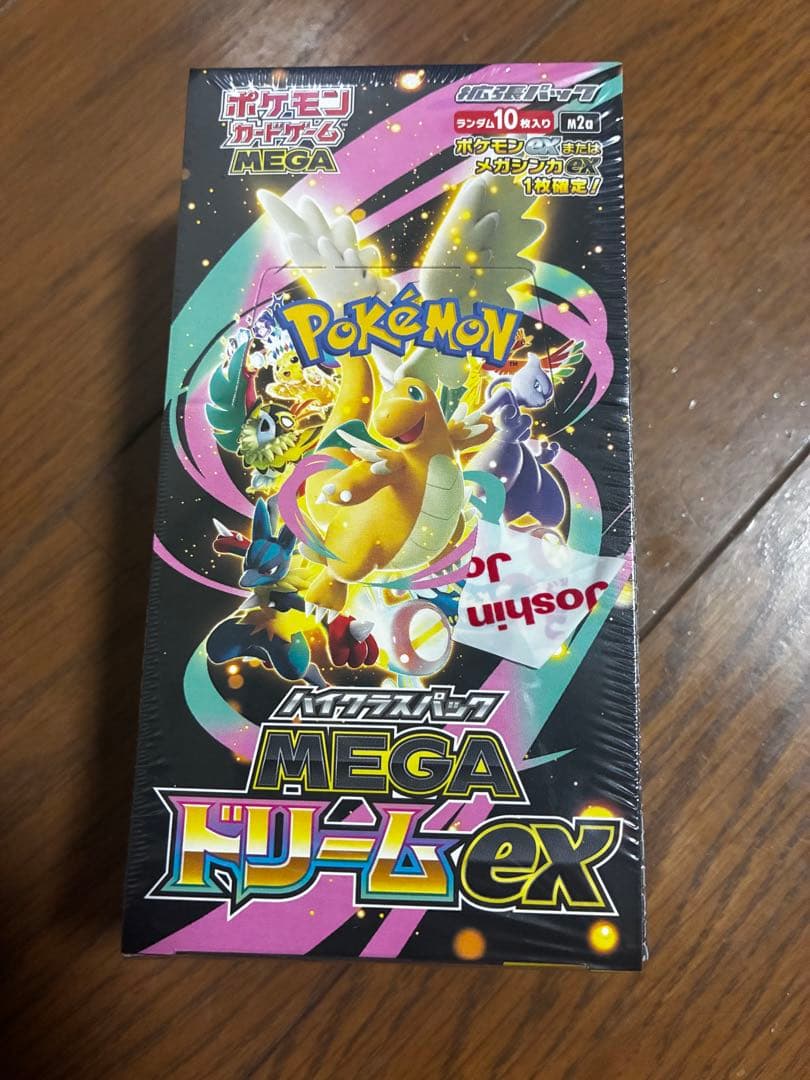 ポケモン
カードゲーム
MEGA
拡張パック
ランダム10枚入り M2a
ポケモンexまたは
メガシンカex
1枚確定!
POKéMON
TM
Joshin
Jo
ハイクラスパック
MEGA
ドリームex